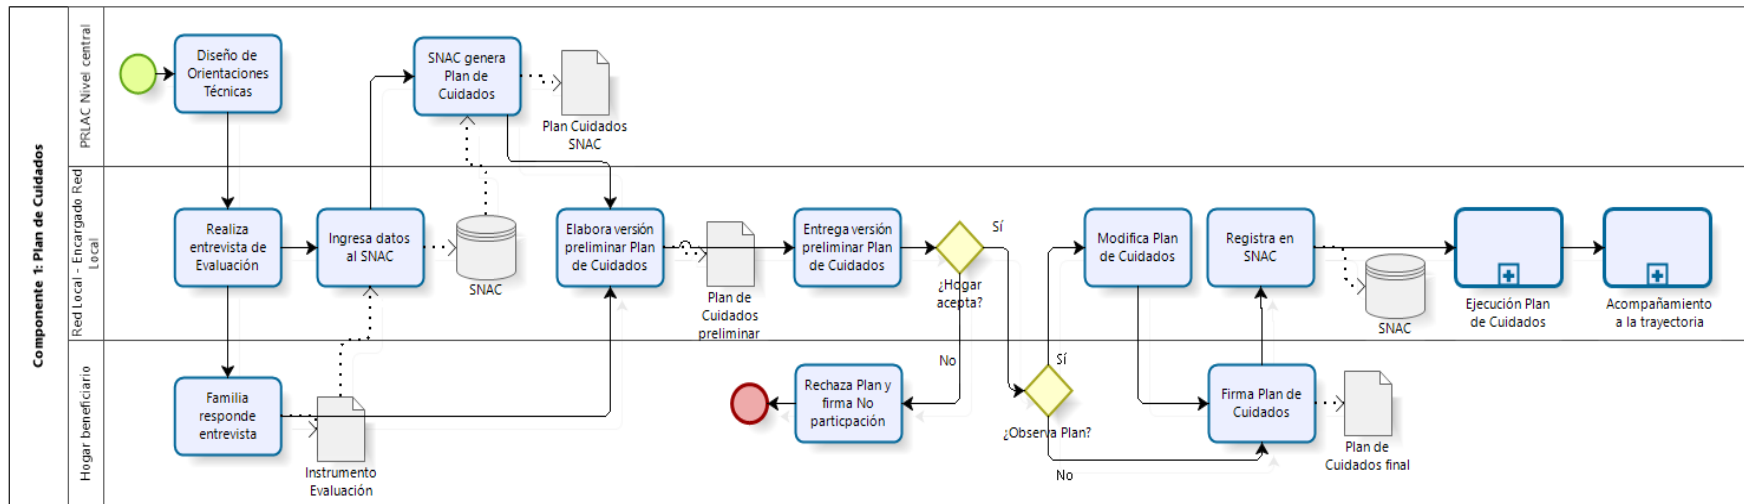 Componente 1: Plan de Cuidados
PRLAC Nivel central
Diseño de
Orientaciones
Técnicas
SNAC genera
Plan de
Cuidados
Plan Cuidados
SNAC
Red Local - Encargado Red
Local
Realiza
entrevista de
Evaluación
Ingresa datos
al SNAC
SNAC
Elabora versión
preliminar Plan
de Cuidados
Plan de
Cuidados
preliminar
Entrega versión
preliminar Plan
de Cuidados
¿Hogar
acepta?
Sí
No
Modifica Plan
de Cuidados
Registra en
SNAC
SNAC
Ejecución Plan
de Cuidados
Acompañamiento
a la trayectoria
Hogar beneficiario
Familia
responde
entrevista
Instrumento
Evaluación
Rechaza Plan y
firma No
particpación
Sí
¿Observa Plan?
No
Firma Plan de
Cuidados
Plan de
Cuidados final